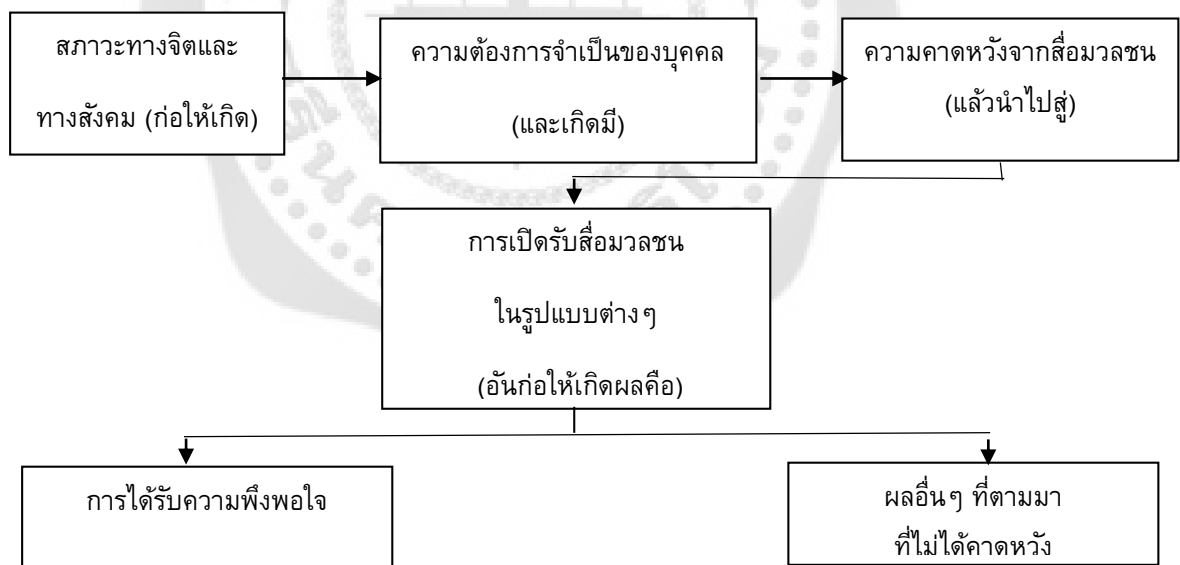 สภาวะทางจิตและ
ทางสังคม (ก่อให้เกิด)
ความต้องการจำเป็นของบุคคล
(และเกิดมี)
ความคาดหวังจากสื่อมวลชน
(แล้วนำไปสู่)
การเปิดรับสื่อมวลชน
ในรูปแบบต่างๆ
(อันก่อให้เกิดผลคือ)
การได้รับความพึงพอใจ
ผลอื่นๆ ที่ตามมา
ที่ไม่ได้คาดหวัง